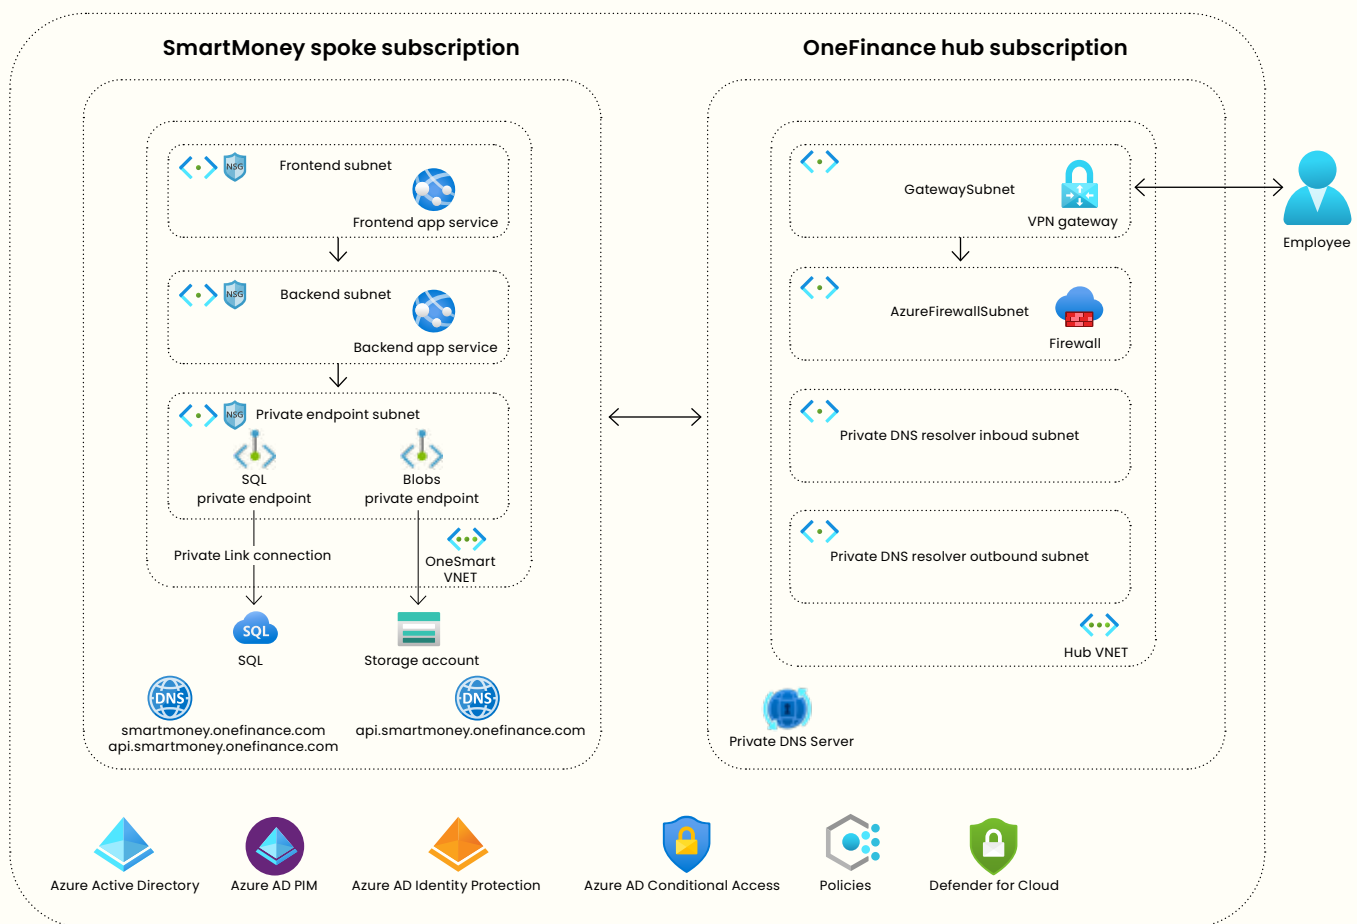 SmartMoney spoke subscription
OneFinance hub subscription
NSG
Frontend subnet
Frontend app service
NSG
Backend subnet
Backend app service
NSG
Private endpoint subnet
SQL
private endpoint
Blobs
private endpoint
Private Link connection
OneSmart
VNET
SQL
SQL
Storage account
DNS
smartmoney.onefinance.com
api.smartmoney.onefinance.com
DNS
api.smartmoney.onefinance.com
GatewaySubnet
VPN gateway
Employee
AzureFirewallSubnet
Firewall
Private DNS resolver inboud subnet
Private DNS resolver outbound subnet
Hub VNET
Private DNS Server
Azure Active Directory
Azure AD PIM
Azure AD Identity Protection
Azure AD Conditional Access
Policies
Defender for Cloud